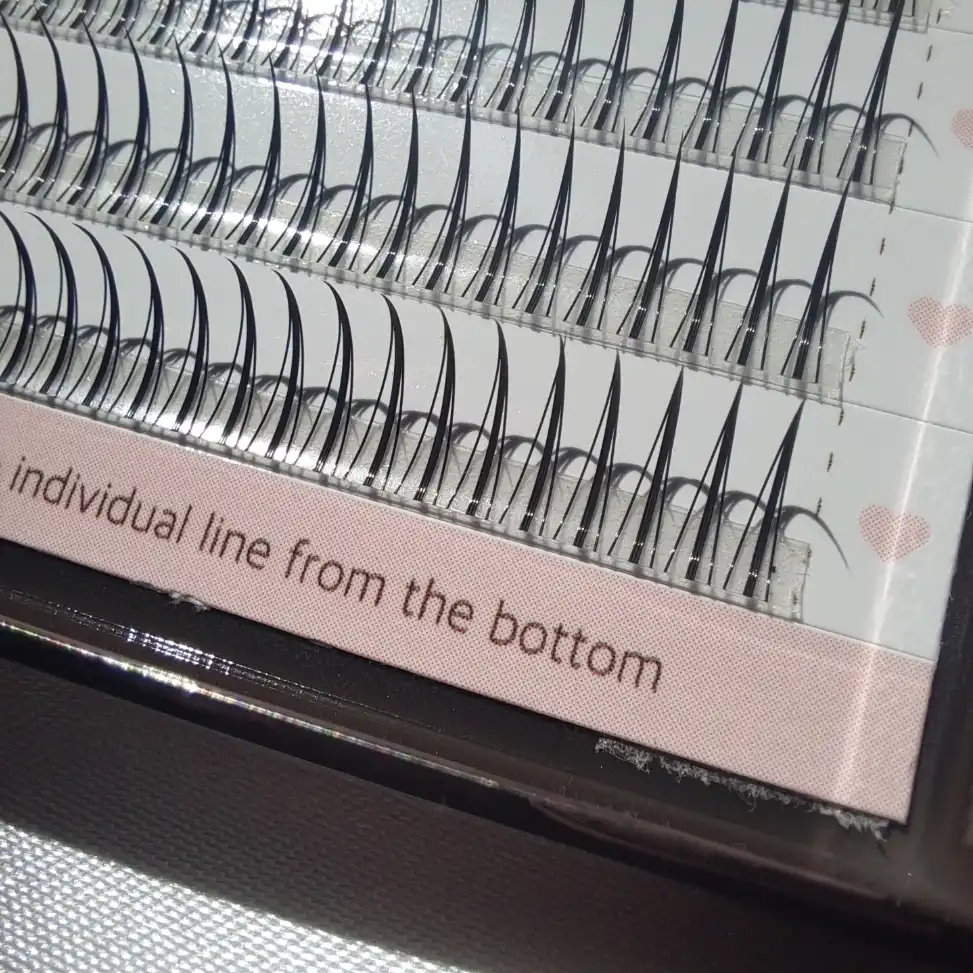 individual line from the bottom